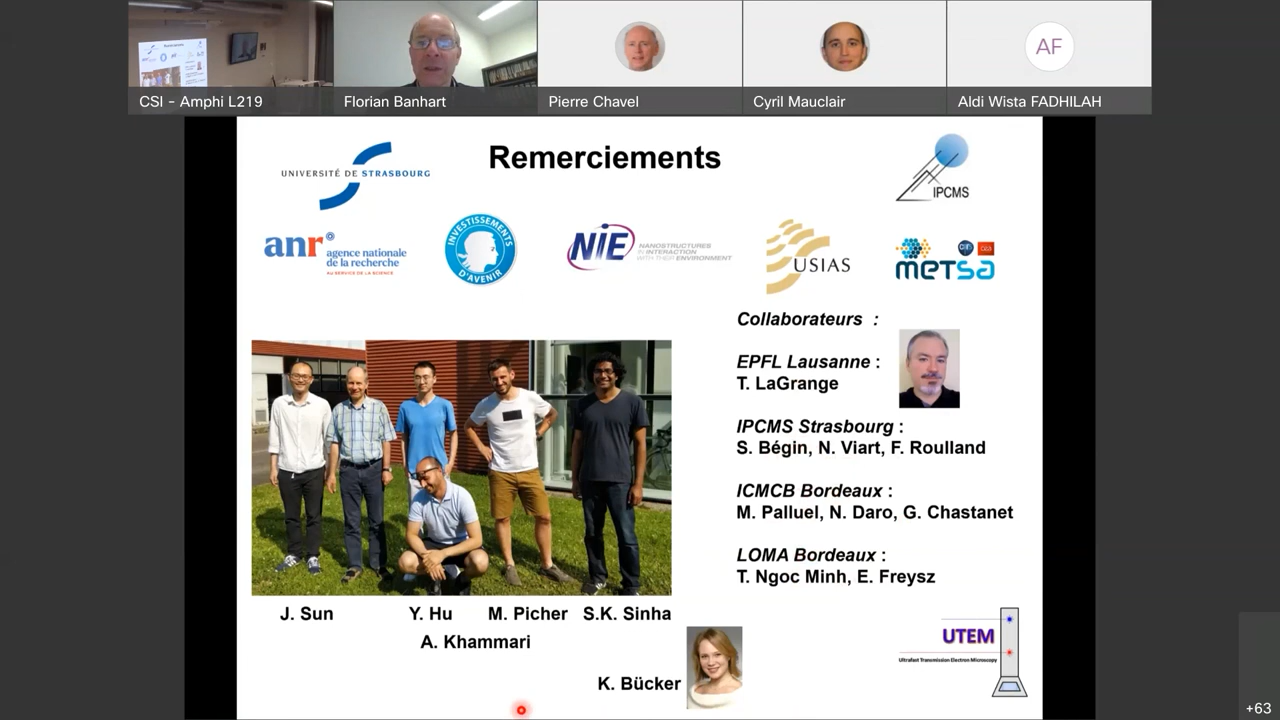 CSI - Amphi L219
Florian Banhart
Pierre Chavel
Cyril Mauclair
AF
Aldi Wista FADHILAH
UNIVERSITÉ DE STRASBOURG
Remerciements
IPCMS
anr
agence nationale
de la recherche
AU SERVICE DE LA SCIENCE
INVESTISSEMENTS
D'AVENIR
NIE
NANOSTRUCTURES
IN INTERACTION
WITH THEIR ENVIRONMENT
USIAS
METSA
Collaborateurs :
EPFL Lausanne :
T. LaGrange
IPCMS Strasbourg :
S. Bégin, N. Viart, F. Roulland
ICMCB Bordeaux :
M. Palluel, N. Daro, G. Chastanet
LOMA Bordeaux :
T. Ngoc Minh, E. Freysz
J. Sun
Y. Hu
M. Picher
S.K. Sinha
A. Khammari
K. Bücker
UTEM
Ultrafast Transmission Electron Microscopy
+63